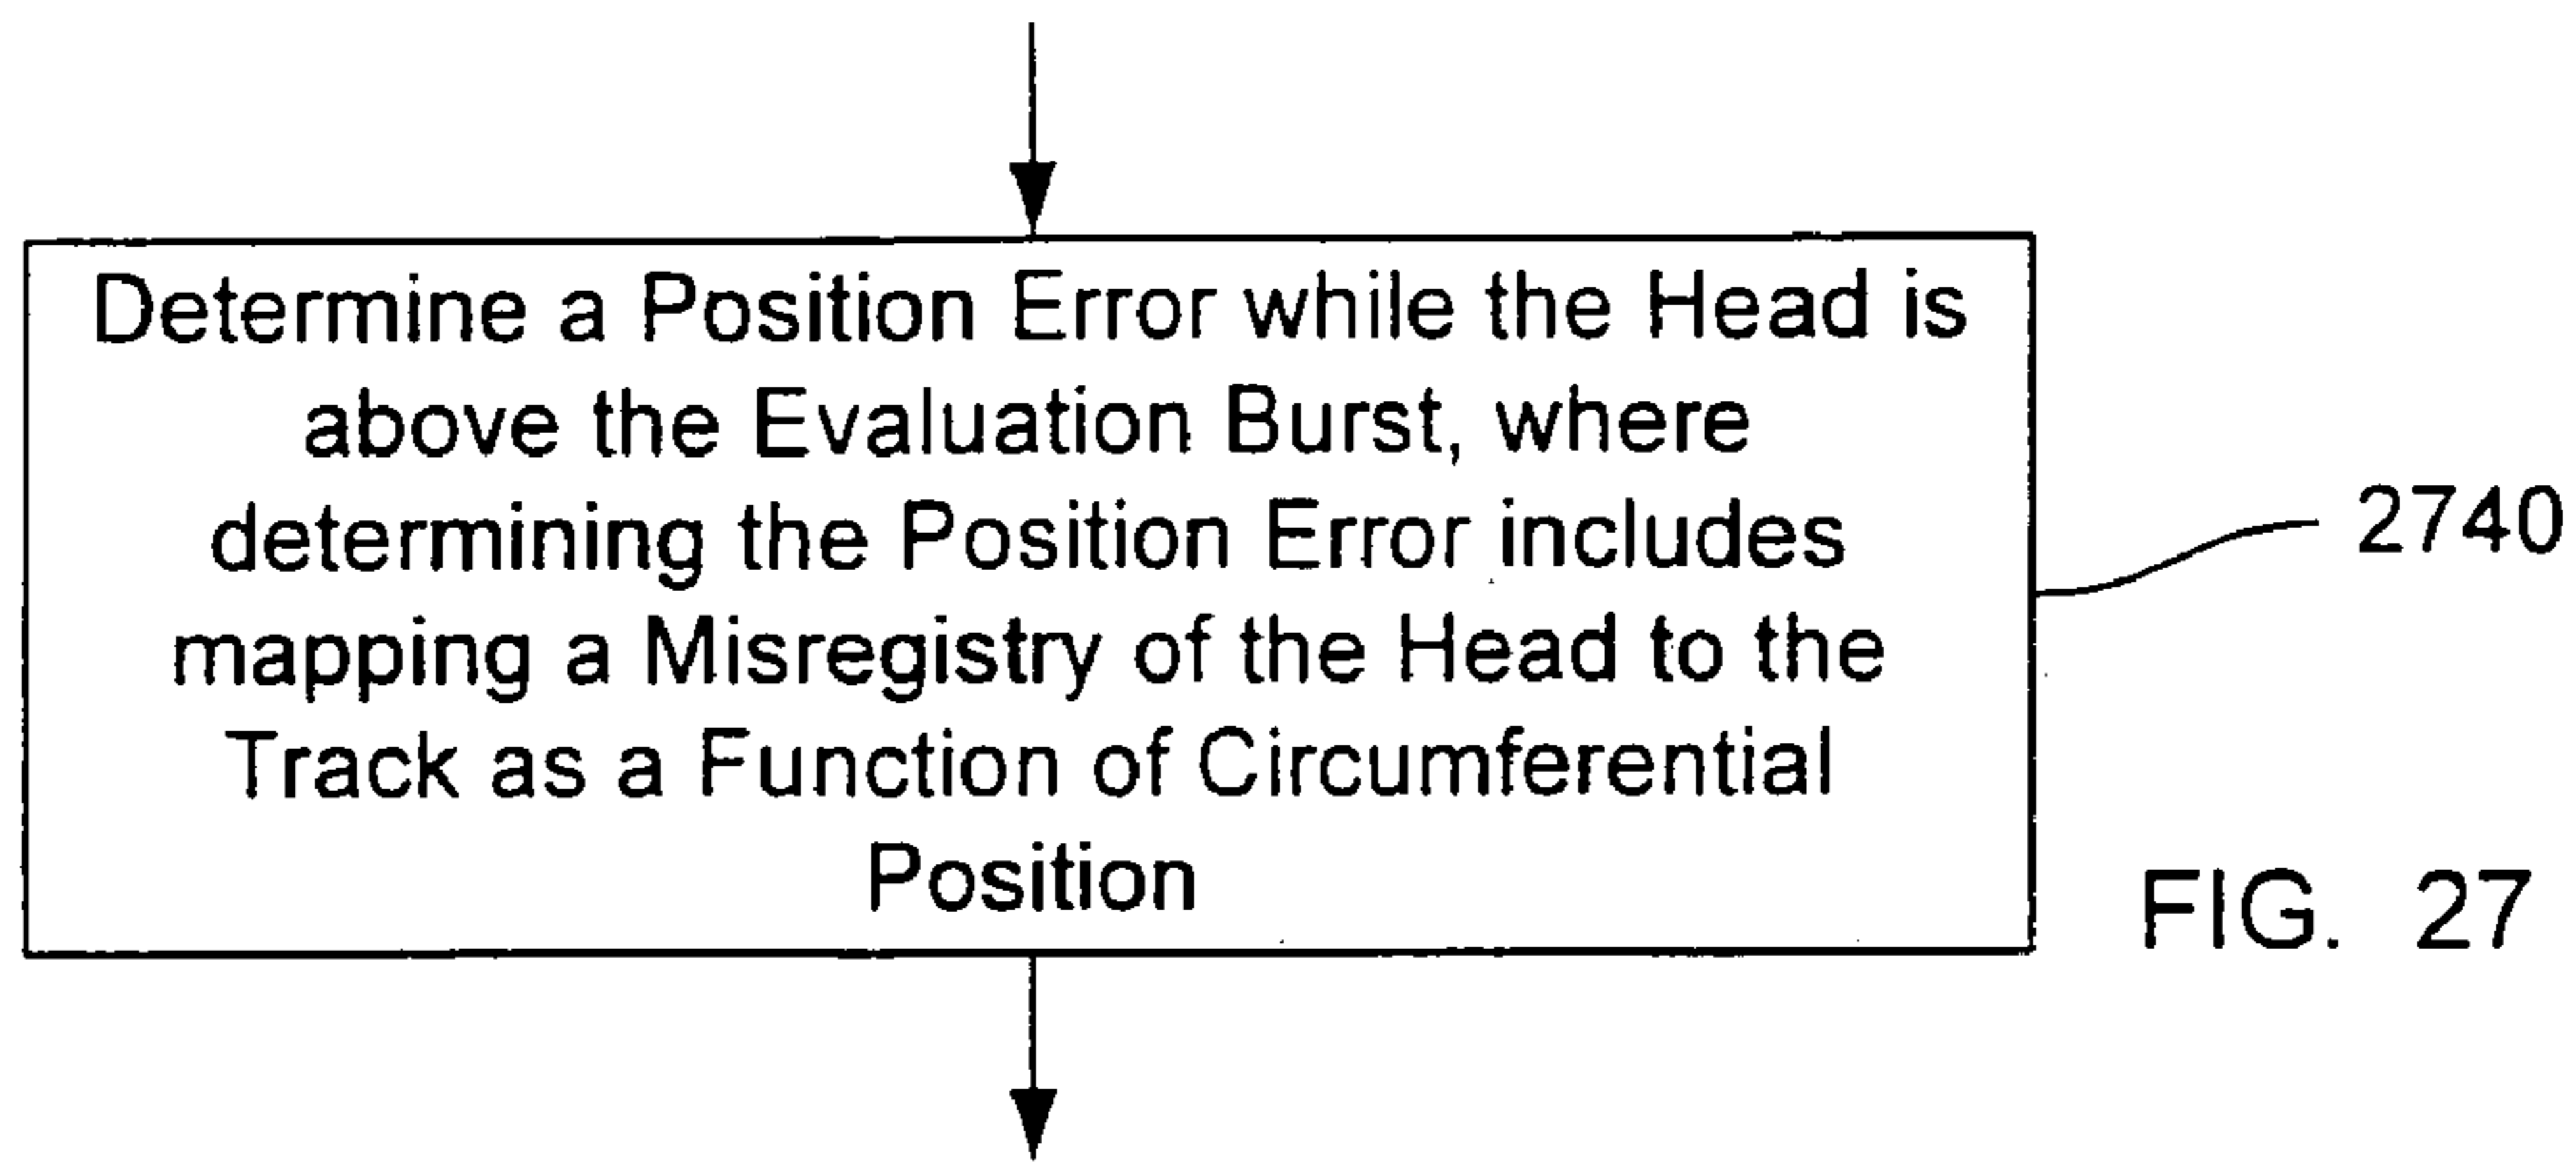 Determine a Position Error while the Head is
above the Evaluation Burst, where
determining the Position Error includes
mapping a Misregistry of the Head to the
Track as a Function of Circumferential
Position
2740
FIG. 27